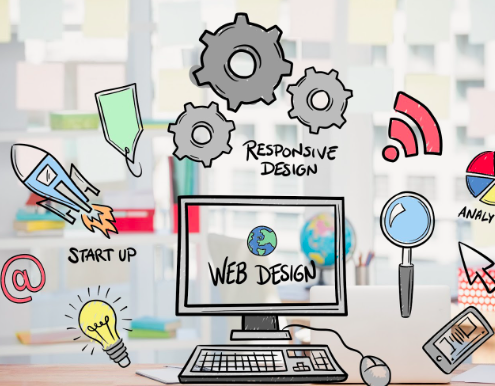 RESPONSIVE
DESIGN
ANALY
START UP
WEB DESIGN
@